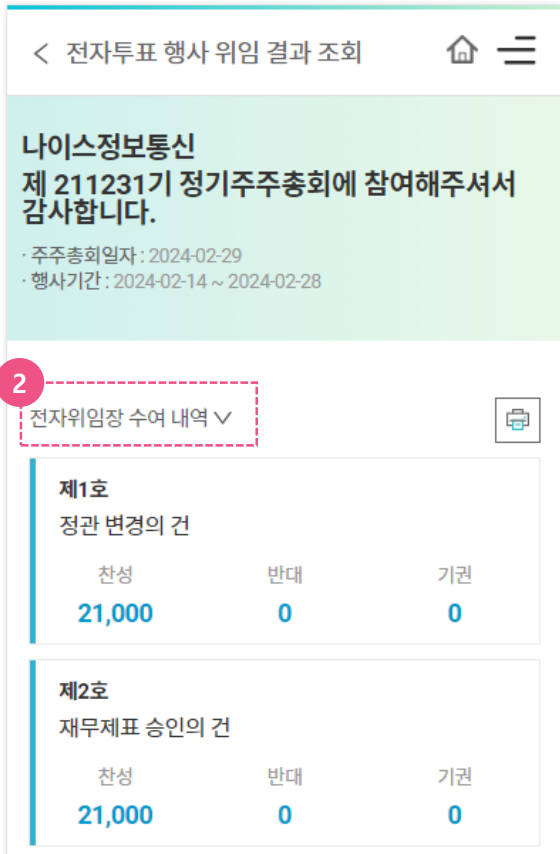 전자투표 행사 위임 결과 조회
나이스정보통신
제 211231기 정기주주총회에 참여해주셔서
감사합니다.
· 주주총회일자 : 2024-02-29
· 행사기간 : 2024-02-14 ~ 2024-02-28
2
전자위임장 수여 내역
제1호
정관 변경의 건
찬성 반대 기권
21,000 0 0
제2호
재무제표 승인의 건
찬성 반대 기권
21,000 0 0